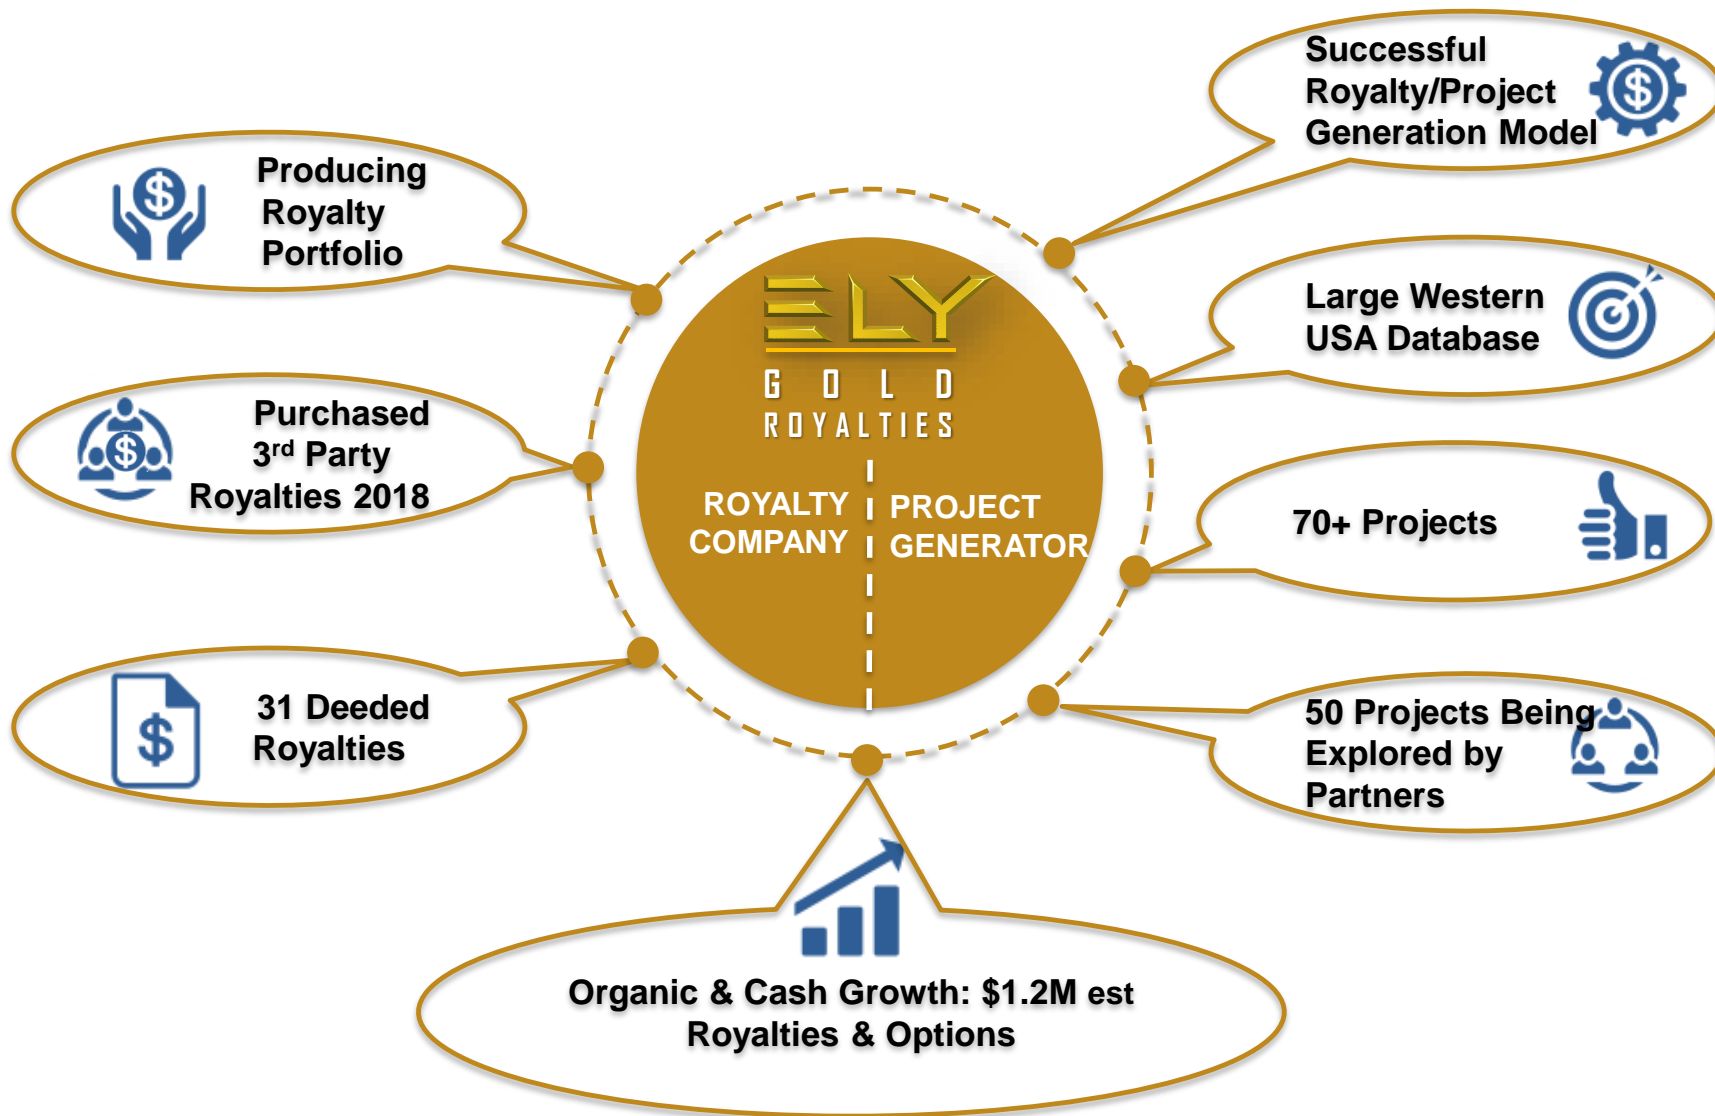 Successful
Royalty/Project
Generation Model
Producing
Royalty
Portfolio
Large Western
USA Database
ELY
GOLD
ROYALTIES
Purchased
3rd Party
Royalties 2018
ROYALTY
COMPANY
PROJECT
GENERATOR
70+ Projects
31 Deeded
Royalties
50 Projects Being
Explored by
Partners
Organic & Cash Growth: $1.2M est
Royalties & Options